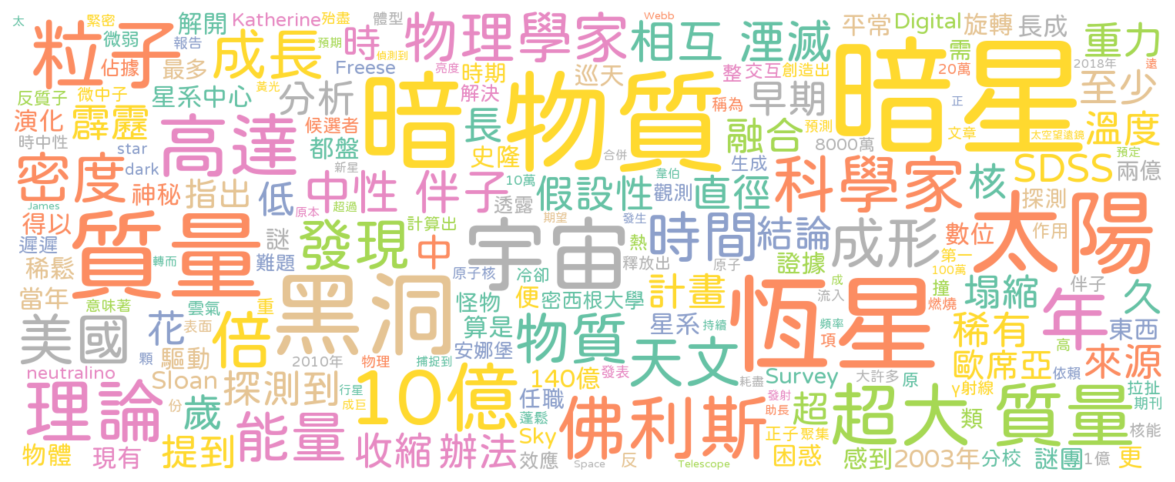 太 緊密 解開 Katherine 殆盡 體型 時 物理學家 相互 湮滅 Webb 平常 Digital 旋轉 長成 重力
粒子 微弱 報告 成長 預期 偵測到 Freese 亮度 時期 巡天 整 交互 創造出 需 20萬 2018年 遠
佔據 最多 黃光 解決 稱為 早期 暗星 至少
反質子 微中子 星系中心 分析 暗物質 正
演化 霹靂 候選者 長 融合 預測 文章 太空望遠鏡 溫度
時中性 star 高達 都盤 史隆 合併 8000萬 預定
密度 dark 新星 10萬 韋伯 生成 科學家 SDSS 兩億
神秘 指出 低 中性 伴子 透露 假設性 觀測 直徑 核 探測
James 得以 原本 超過 計算出 期望 發生 太陽
遲遲 謎 發現 中 宇宙 熱 時間 結論 成形 數位 作用
稀鬆 轉而 難題 原子核 冷卻 釋放出 原子 證據 第一 100萬 伴子
質量 黑洞 成 撞
當年 意味著 雲氣 重 怪物 便 密西根大學 計畫 流入 恆星 燃燒 塌縮 年 久
美國 花 表面 倍 算是 物質 星系 持續 頻率 稀有 高 東西
顆 驅動 2010年 物理 捕捉到 安娜堡 天文 項 歐席亞 依賴 來源
neutralino Sloan 探測到 行星 10億 140億 發表 耗盡 Survey 大許多 原 γ射線 拉扯
理論 份 歲 成巨 蓬鬆 任職 佛利斯 發射 助長 超 超大質量 類 期刊
提到 能量 收縮 辦法 Sky 正子 聚集 核能
物體 現有 效應 Space 反 Telescope 困惑 感到 2003年 分校 謎團 1億 更